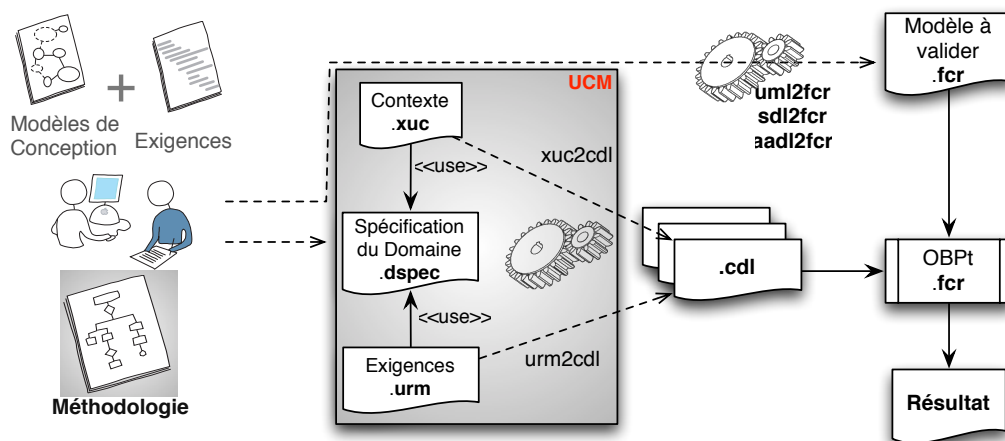 Modèles de
Conception
Exigences
Méthodologie
UCM
Contexte
.xuc
<<use>>
Spécification
du Domaine
.dspec
<<use>>
Exigences
.urm
xuc2cdl
urm2cdl
uml2fcr
sdl2fcr
aadl2fcr
.cdl
Modèle à
valider
.fcr
OBPt
.fcr
Résultat